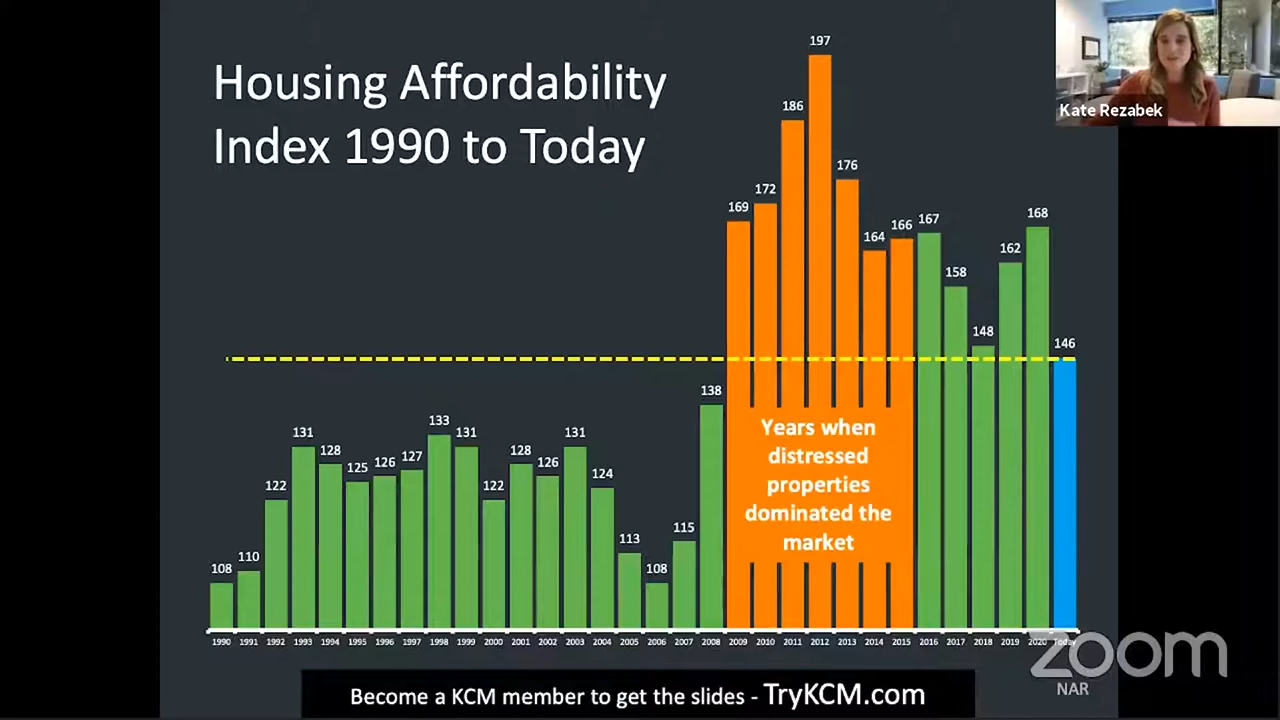 Housing Affordability
Index 1990 to Today
Kate Rezabek
108
110
122
131
128
125
126
127
133
131
122
128
126
131
124
113
108
115
138
169
172
186
197
176
164
166
167
158
148
162
168
146
Years when
distressed
properties
dominated the
market
1990 1991 1992 1993 1994 1995 1996 1997 1998 1999 2000 2001 2002 2003 2004 2005 2006 2007 2008 2009 2010 2011 2012 2013 2014 2015 2016 2017 2018 2019 2020 Today
zoom
NAR
Become a KCM member to get the slides - TryKCM.com